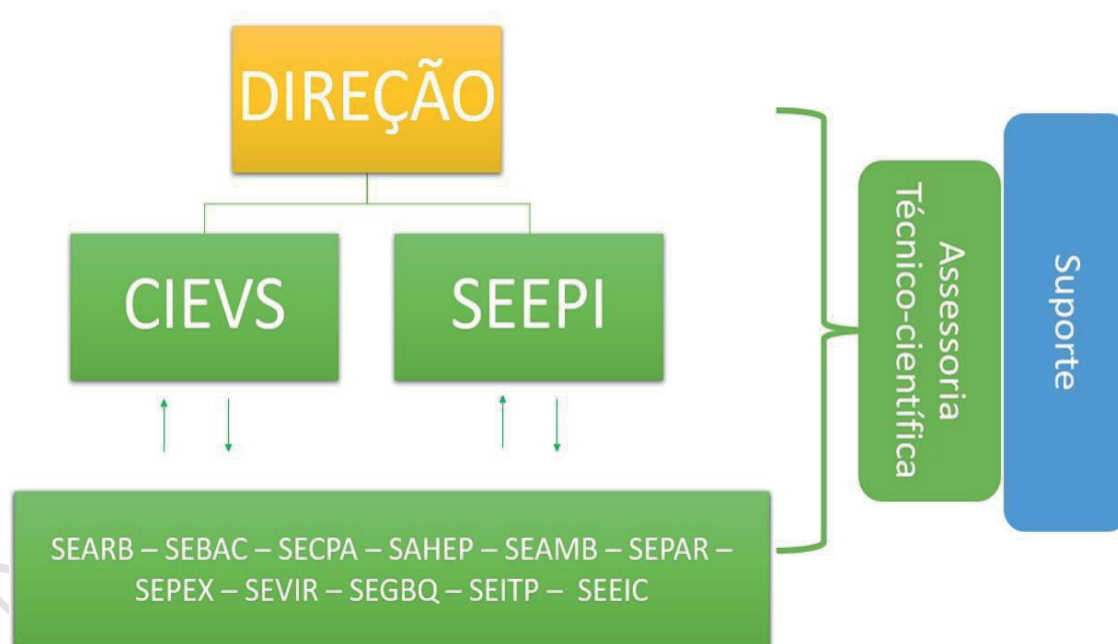 DIREÇÃO
CIEVS
SEEPI
SEARB – SEBAC – SECPA – SAHEP – SEAMB – SEPAR –
SEPEX – SEVIR – SEGBQ – SEITP – SEEIC
Assessoria
Técnico-científica
Suporte